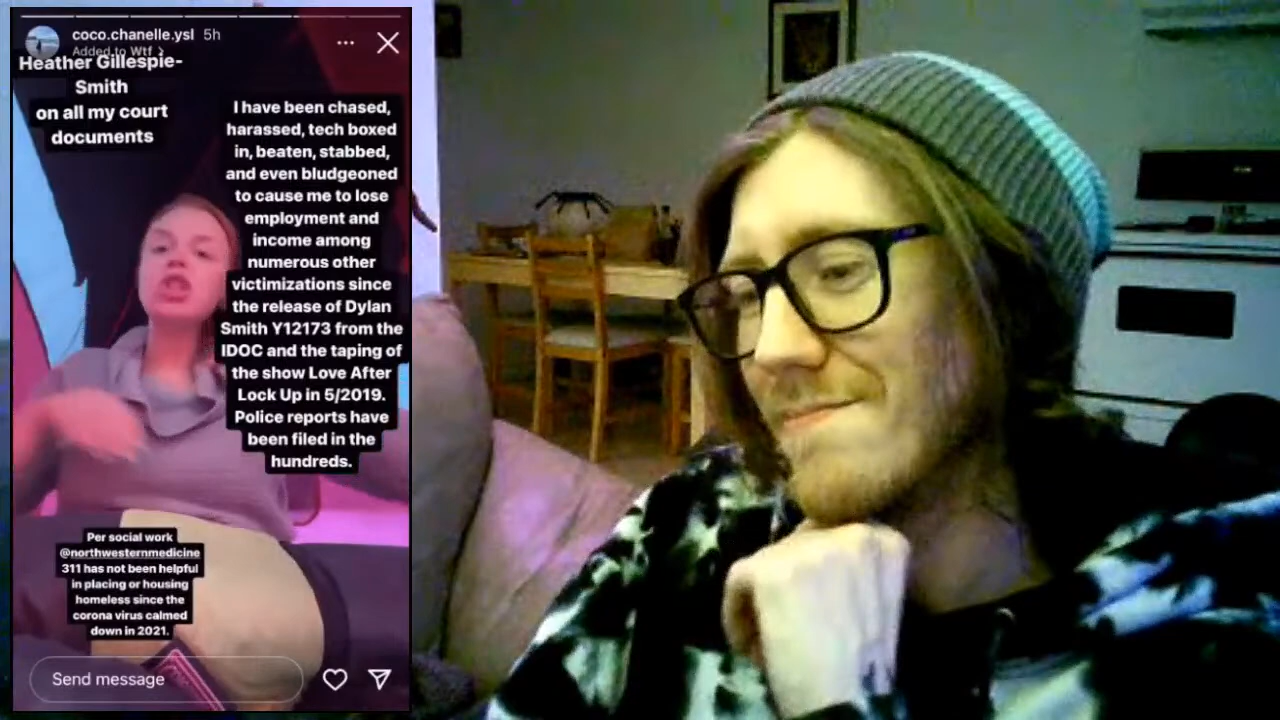 coco.chanelle.ysl 5h
Added to Wtf >
Heather Gillespie-
Smith
on all my court
documents
I have been chased,
harassed, tech boxed
in, beaten, stabbed,
and even bludgeoned
to cause me to lose
employment and
income among
numerous other
victimizations since
the release of Dylan
Smith Y12173 from the
IDOC and the taping of
the show Love After
Lock Up in 5/2019.
Police reports have
been filed in the
hundreds.
Per social work
@northwesternmedicine
311 has not been helpful
in placing or housing
homeless since the
corona virus calmed
down in 2021.
Send message